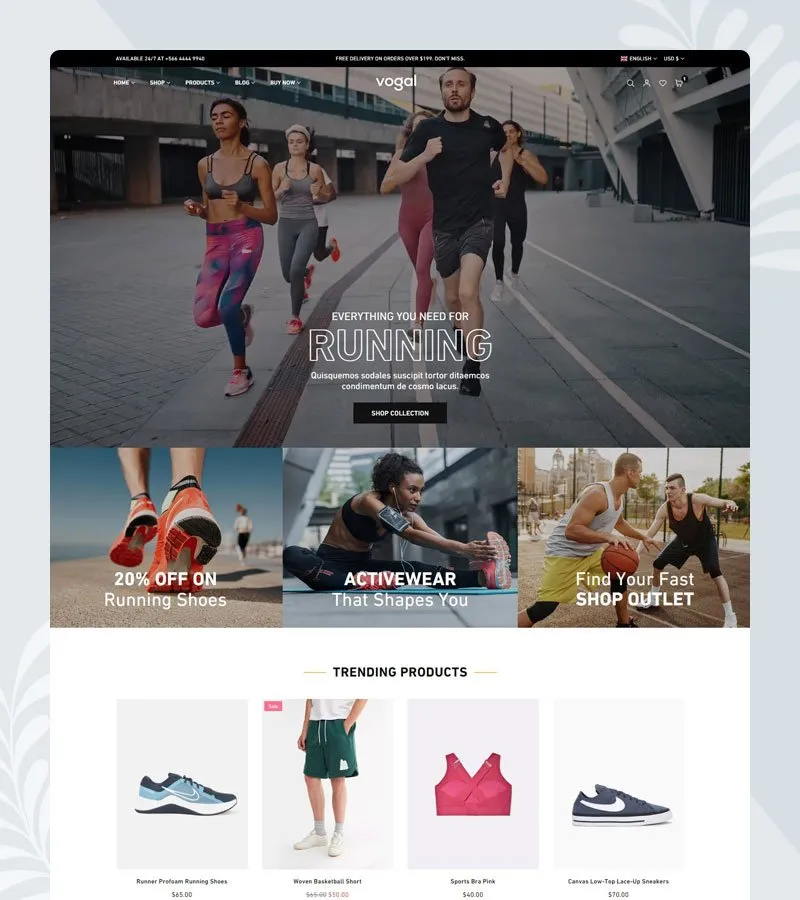 AVAILABLE 24/7 AT +566 4444 9940
FREE DELIVERY ON ORDERS OVER $199. DON'T MISS.
ENGLISH
USD $
HOME
SHOP
PRODUCTS
BLOG
BUY NOW
vogal
EVERYTHING YOU NEED FOR
RUNNING
Quisquemos sodales suscipit tortor ditaemcos
condimentum de cosmo lacus.
SHOP COLLECTION
20% OFF ON
Running Shoes
ACTIVEWEAR
That Shapes You
Find Your Fast
SHOP OUTLET
TRENDING PRODUCTS
Sale
Runner Profoam Running Shoes
$65.00
Woven Basketball Short
$65.00 $50.00
Sports Bra Pink
$40.00
Canvas Low-Top Lace-Up Sneakers
$70.00